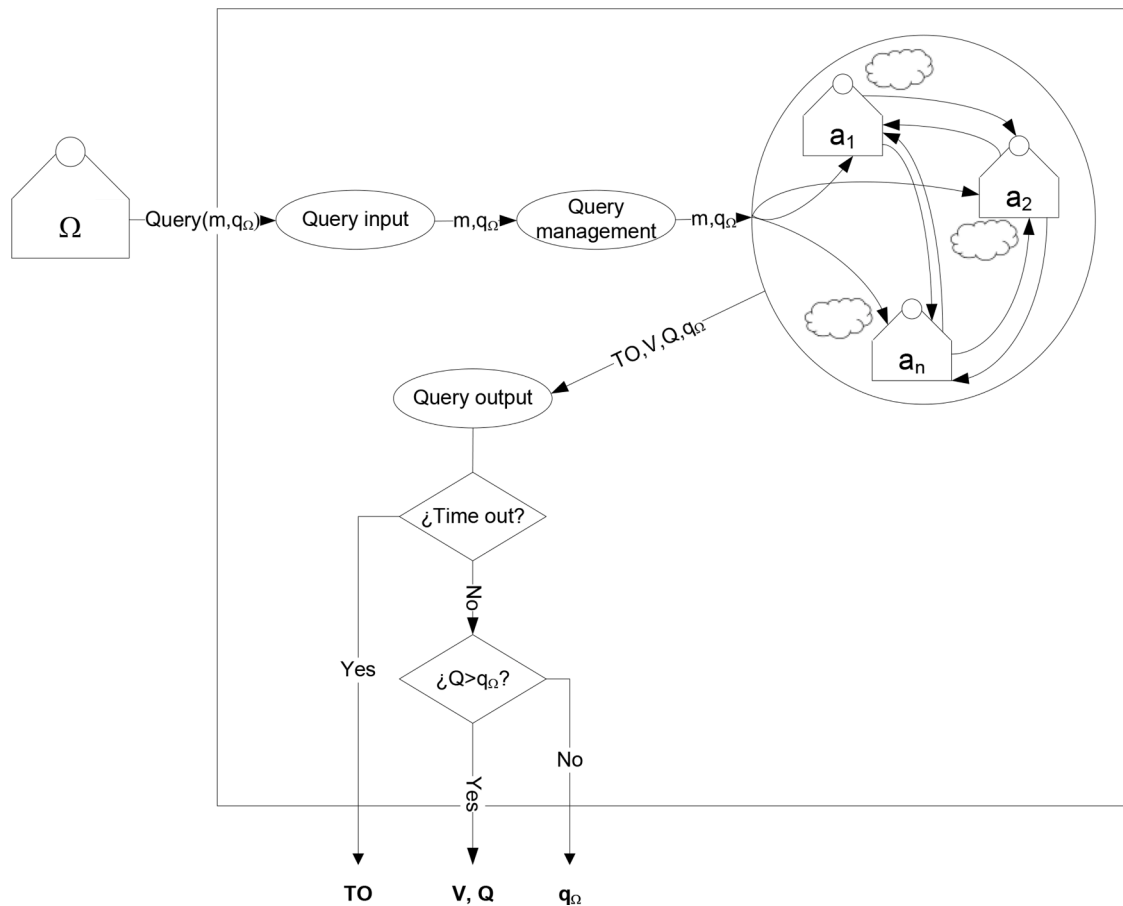 Ω
Query(m,qΩ)
Query input
m,qΩ
Query
management
m,qΩ
a1
a2
an
TO,V,Q,qΩ
Query output
¿Time out?
No
Yes
¿Q>qΩ?
No
Yes
TO
V, Q
qΩ